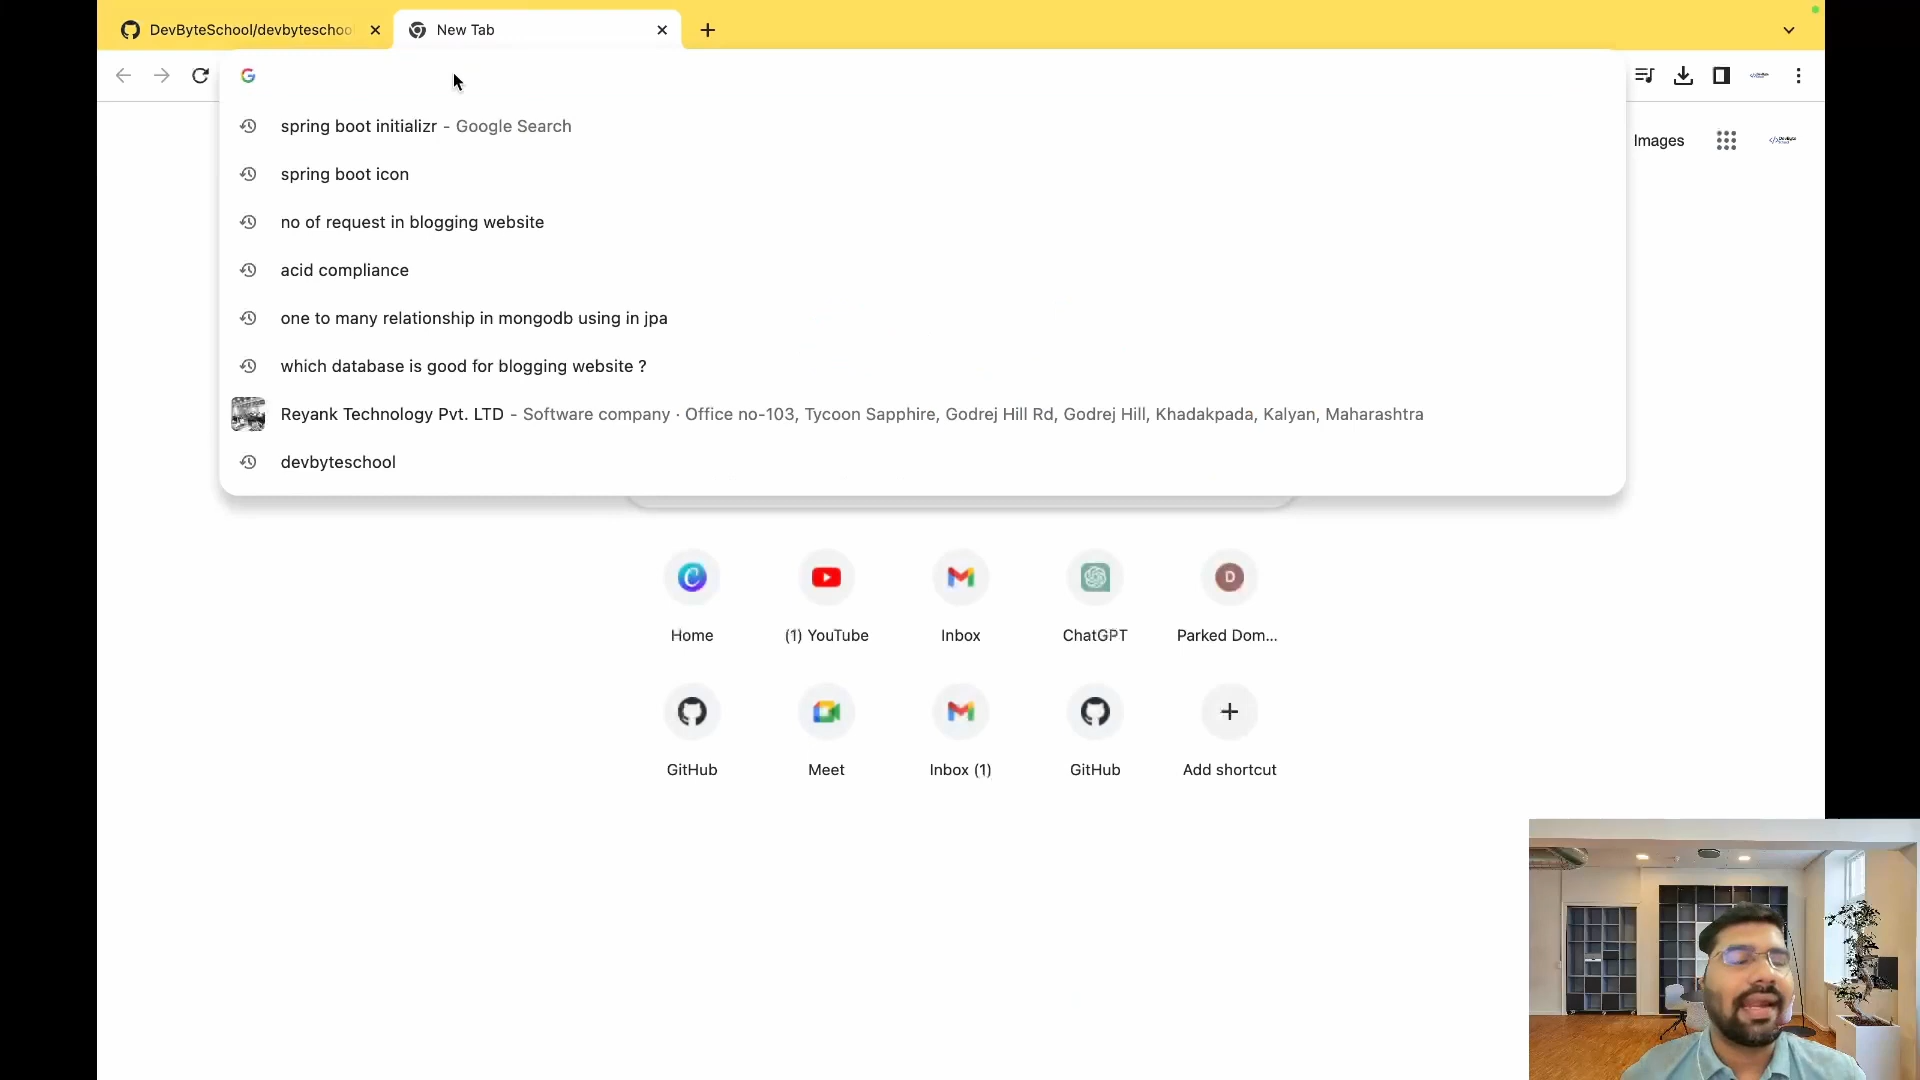 DevByteSchool/devbyteschoo
New Tab
Images
spring boot initializr - Google Search
spring boot icon
no of request in blogging website
acid compliance
one to many relationship in mongodb using in jpa
which database is good for blogging website ?
Reyank Technology Pvt. LTD - Software company · Office no-103, Tycoon Sapphire, Godrej Hill Rd, Godrej Hill, Khadakpada, Kalyan, Maharashtra
devbyteschool
D
Home
(1) YouTube
Inbox
ChatGPT
Parked Dom...
GitHub
Meet
Inbox (1)
GitHub
Add shortcut